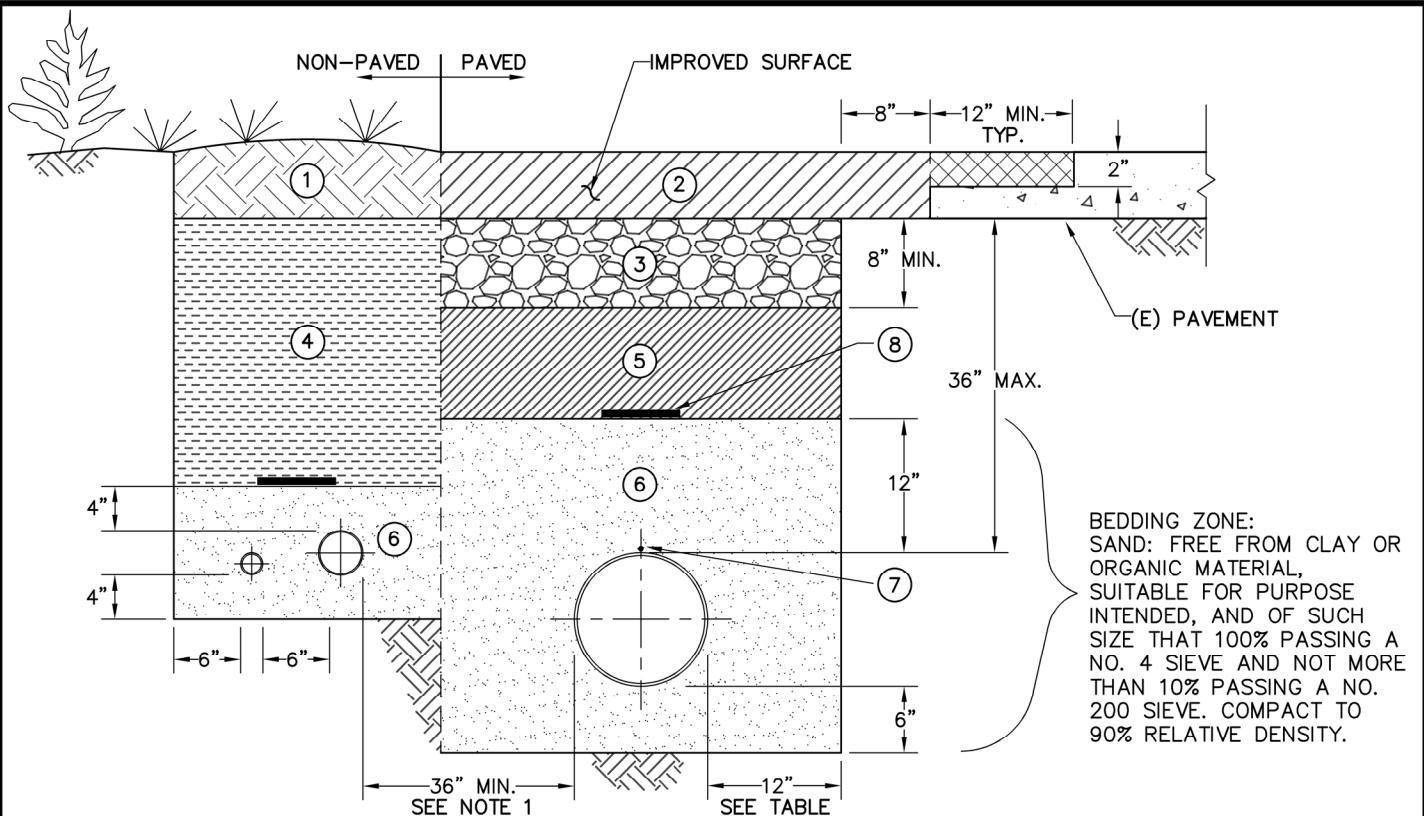 NON-PAVED PAVED
IMPROVED SURFACE
8"
12" MIN.
TYP.
2"
1
2
3
8" MIN.
(E) PAVEMENT
4
5
8
36" MAX.
6
12"
4"
6
7
4"
BEDDING ZONE:
SAND: FREE FROM CLAY OR
ORGANIC MATERIAL,
SUITABLE FOR PURPOSE
INTENDED, AND OF SUCH
SIZE THAT 100% PASSING A
NO. 4 SIEVE AND NOT MORE
THAN 10% PASSING A NO.
200 SIEVE. COMPACT TO
90% RELATIVE DENSITY.
6"
6"
6"
36" MIN.
SEE NOTE 1
12"
SEE TABLE